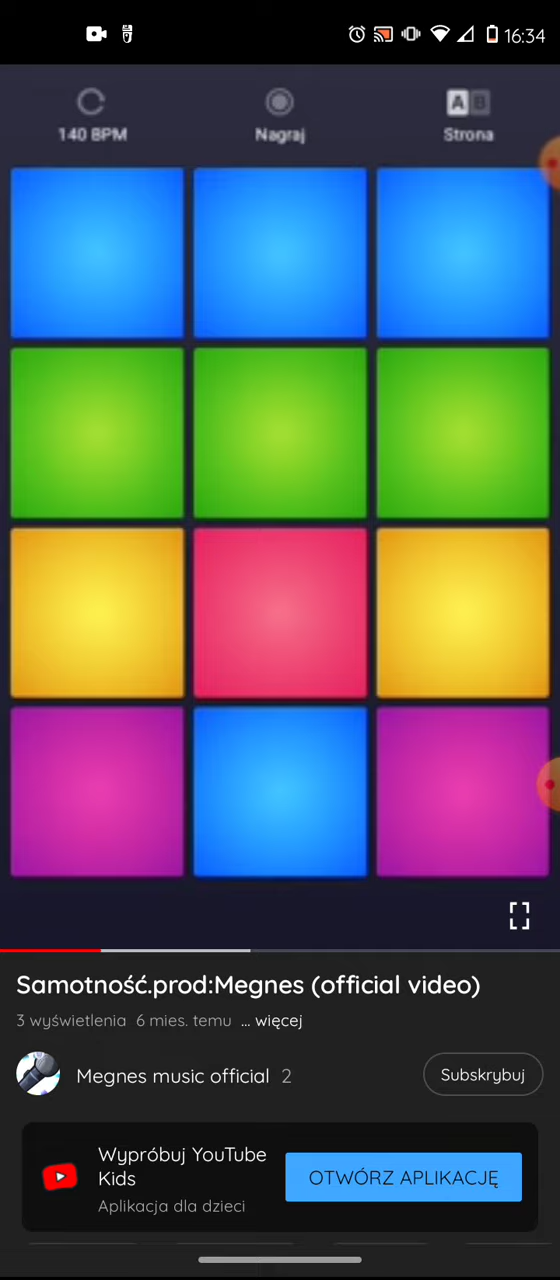 16:34
140 BPM
Nagraj
A B
Strona
Samotność.prod:Megnes (official video)
3 wyświetlenia 6 mies. temu ... więcej
Megnes music official 2
Subskrybuj
Wypróbuj YouTube
Kids
Aplikacja dla dzieci
OTWÓRZ APLIKACJĘ